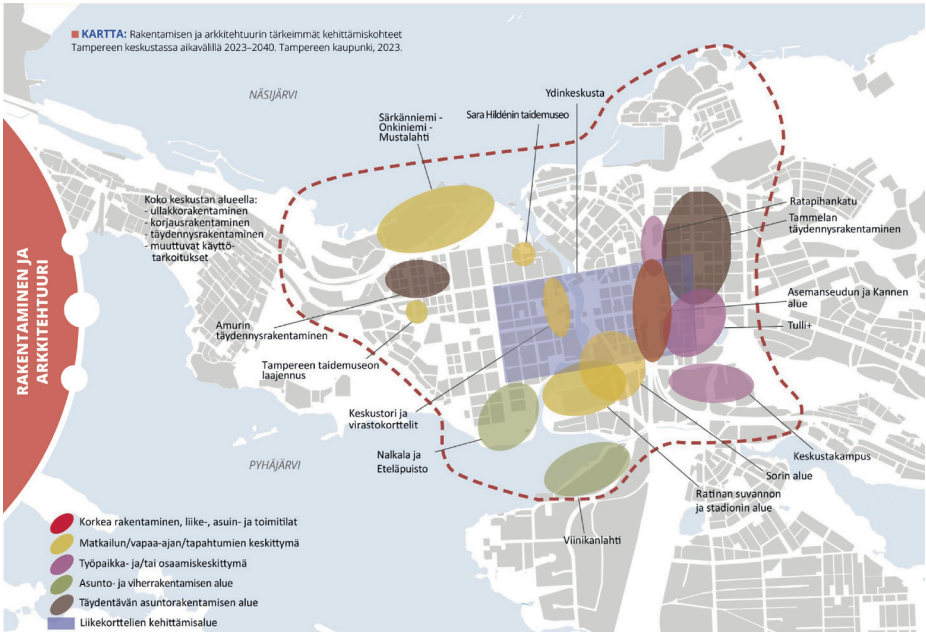 KARTTA: Rakentamisen ja arkkitehtuurin tärkeimmät kehittämiskohteet
Tampereen keskustassa aikavälillä 2023–2040. Tampereen kaupunki, 2023.
NÄSIJÄRVI
Ydinkeskusta
Sara Hildénin taidemuseo
Särkänniemi -
Onkiniemi -
Mustalahti
Koko keskustan alueella:
- ullakkorakentaminen
- korjausrakentaminen
- täydennysrakentaminen
- muuttuvat käyttö-
tarkoitukset
Ratapihankatu
Tammelan
täydennysrakentaminen
RAKENTAMINEN JA
ARKKITEHTUURI
Asemanseudun ja Kannen
alue
Tulli+
Amurin
täydennysrakentaminen
Tampereen taidemuseon
laajennus
Keskustori ja
virastokorttelit
Nalkala ja
Eteläpuisto
PYHÄJÄRVI
Keskustakampus
Sorin alue
Ratinan suvannon
ja stadionin alue
Viinikanlahti
Korkea rakentaminen, liike-, asuin- ja toimitilat
Matkailun/vapaa-ajan/tapahtumien keskittymä
Työpaikka- ja/tai osaamiskeskittymä
Asunto- ja viherrakentamisen alue
Täydentävän asuntorakentamisen alue
Liikekorttelien kehittämisalue